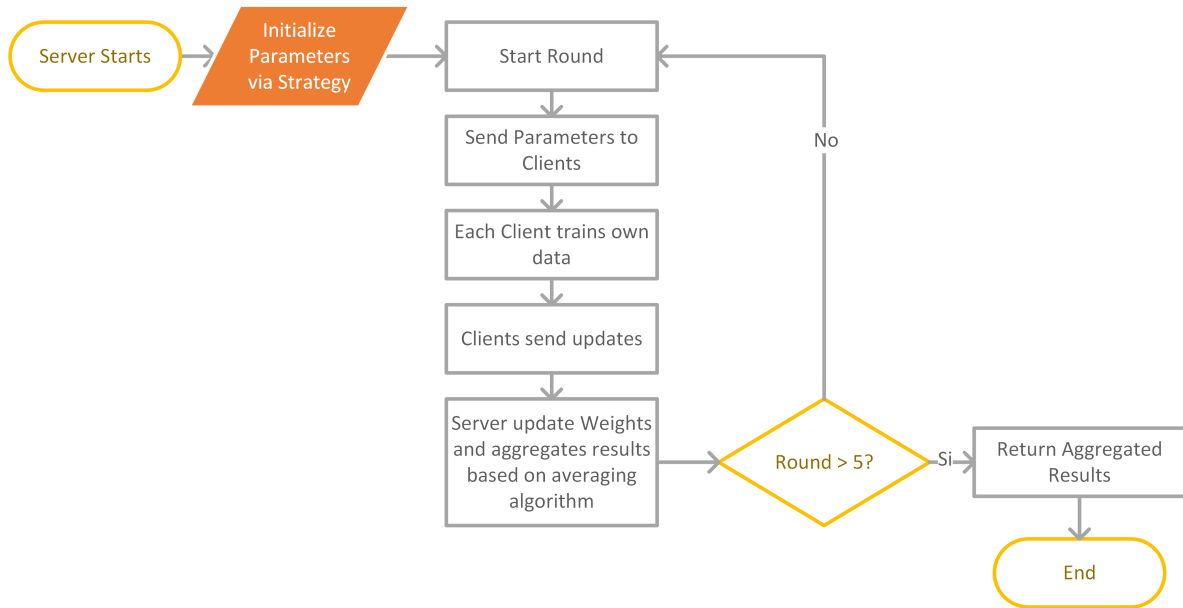 Server Starts
Initialize
Parameters
via Strategy
Start Round
Send Parameters to
Clients
Each Client trains own
data
Clients send updates
Server update Weights
and aggregates results
based on averaging
algorithm
Round > 5?
No
Si
Return Aggregated
Results
End